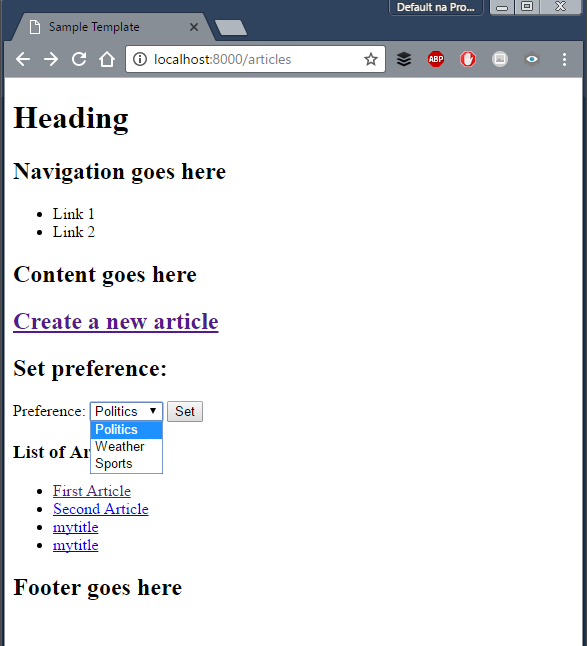 Default na Pro...
Sample Template
localhost:8000/articles
ABP
Heading
Navigation goes here
Link 1
Link 2
Content goes here
Create a new article
Set preference:
Preference: Politics Set
Politics
Weather
Sports
List of Ar
First Article
Second Article
mytitle
mytitle
Footer goes here